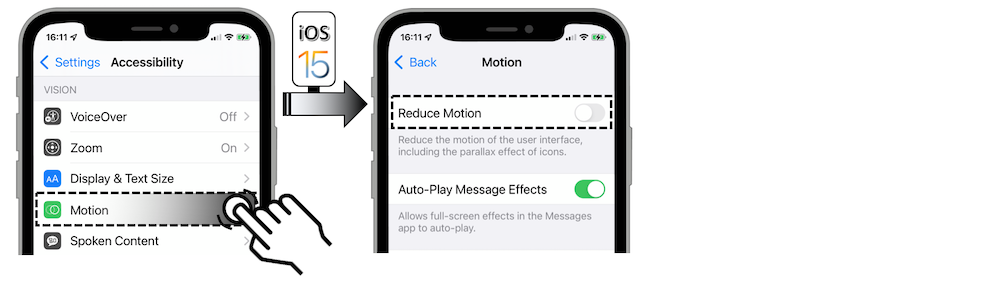 16:11
Settings Accessibility
VISION
VoiceOver Off
Zoom On
AA Display & Text Size
Motion
Spoken Content
iOS
15
16:11
Back Motion
Reduce Motion
Reduce the motion of the user interface,
including the parallax effect of icons.
Auto-Play Message Effects
Allows full-screen effects in the Messages
app to auto-play.